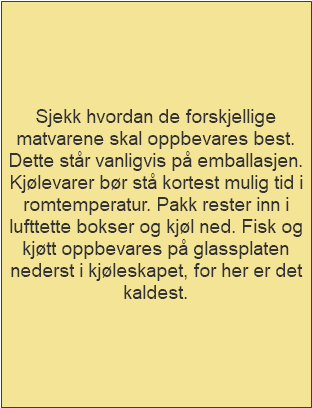 Sjekk hvordan de forskjellige
matvarene skal oppbevares best.
Dette står vanligvis på emballasjen.
Kjølevarer bør stå kortest mulig tid i
romtemperatur. Pakk rester inn i
lufttette bokser og kjøl ned. Fisk og
kjøtt oppbevares på glassplaten
nederst i kjøleskapet, for her er det
kaldest.